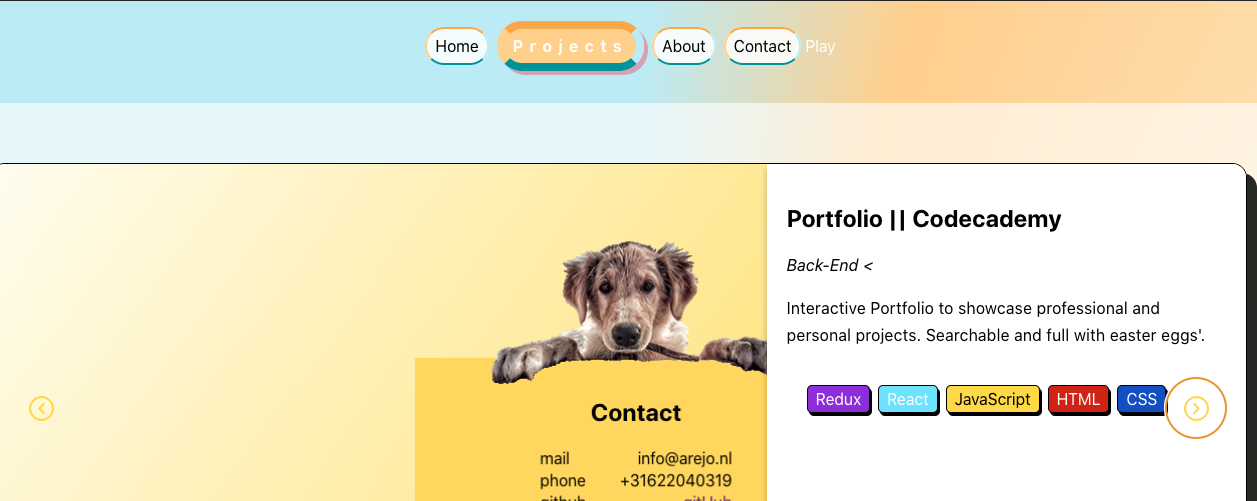 Home Projects About Contact Play
Portfolio || Codecademy
Back-End <
Interactive Portfolio to showcase professional and
personal projects. Searchable and full with easter eggs'.
Redux React JavaScript HTML CSS
Contact
mail info@arejo.nl
phone +31622040319
github gitHub